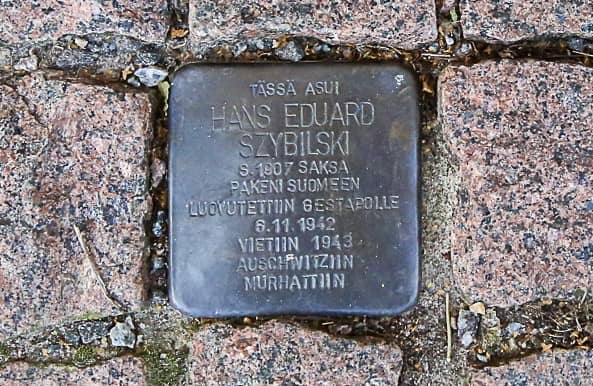 TÄSSÄ ASUI
HANS EDUARD
SZYBILSKI
S. 1907 SAKSA
PAKENI SUOMEEN
LUOVUTETTIIN GESTAPOLLE
6.11.1942
VIETIIN 1943
AUSCHWITZIIN
MURHATTIIN